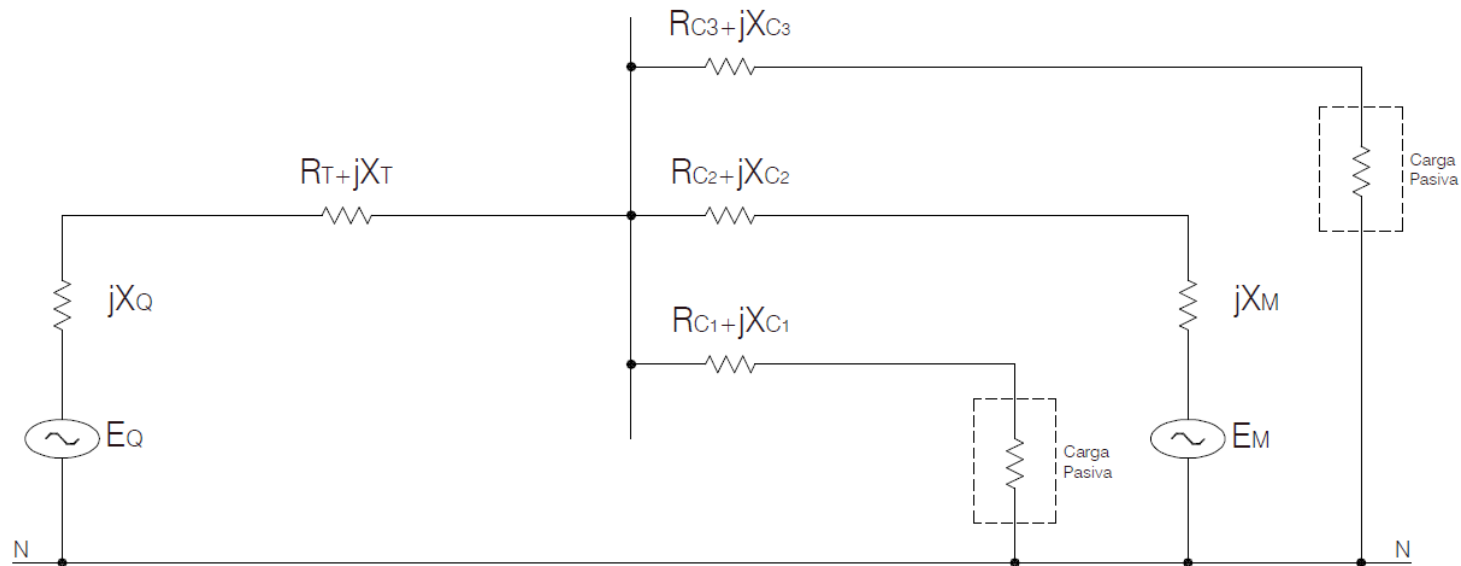 RC3+jXC3
Carga
Pasiva
RT+jXT
RC2+jXC2
jXQ
jXM
RC1+jXC1
EQ
EM
Carga
Pasiva
N
N